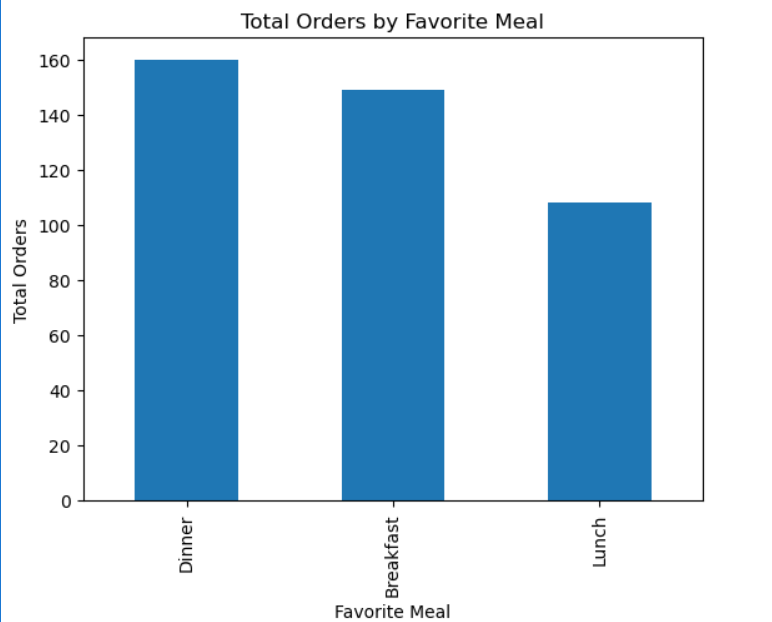 Total Orders by Favorite Meal
Total Orders
160
140
120
100
80
60
40
20
0
Dinner
Breakfast
Lunch
Favorite Meal